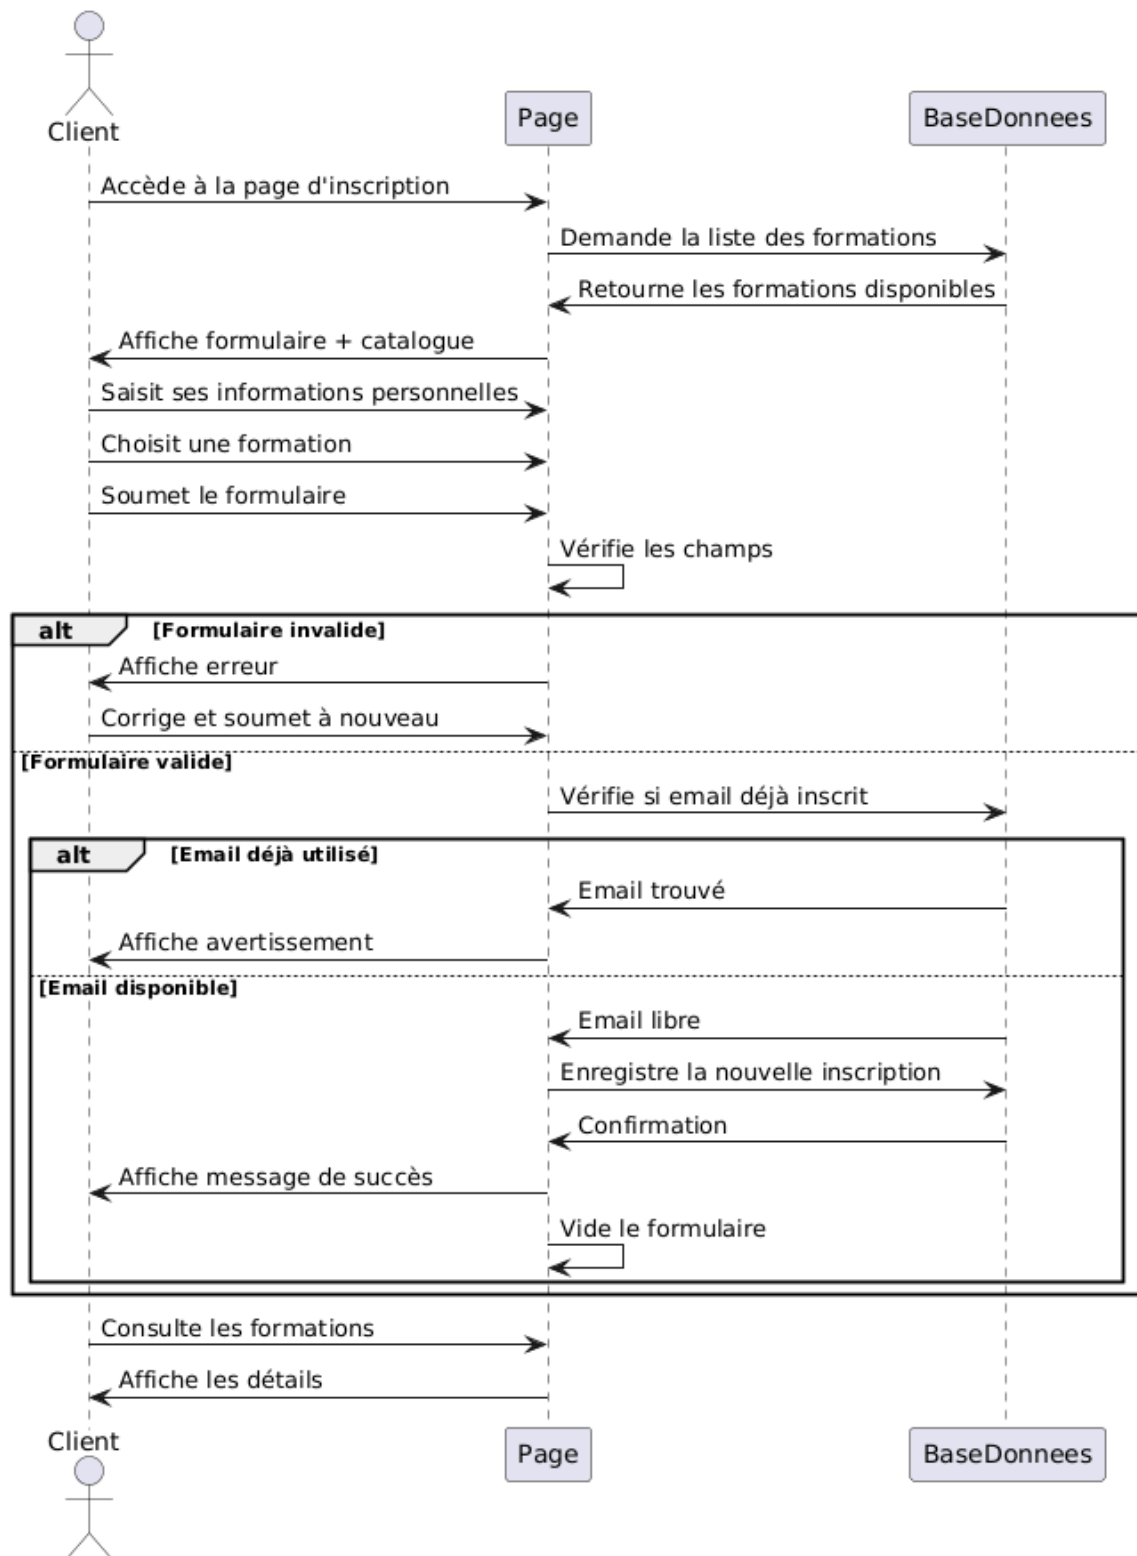 Client
Page
BaseDonnees
Accède à la page d'inscription
Demande la liste des formations
Retourne les formations disponibles
Affiche formulaire + catalogue
Saisit ses informations personnelles
Choisit une formation
Soumet le formulaire
Vérifie les champs
alt [Formulaire invalide]
Affiche erreur
Corrige et soumet à nouveau
[Formulaire valide]
Vérifie si email déjà inscrit
alt [Email déjà utilisé]
Email trouvé
Affiche avertissement
[Email disponible]
Email libre
Enregistre la nouvelle inscription
Confirmation
Affiche message de succès
Vide le formulaire
Consulte les formations
Affiche les détails
Client
Page
BaseDonnees